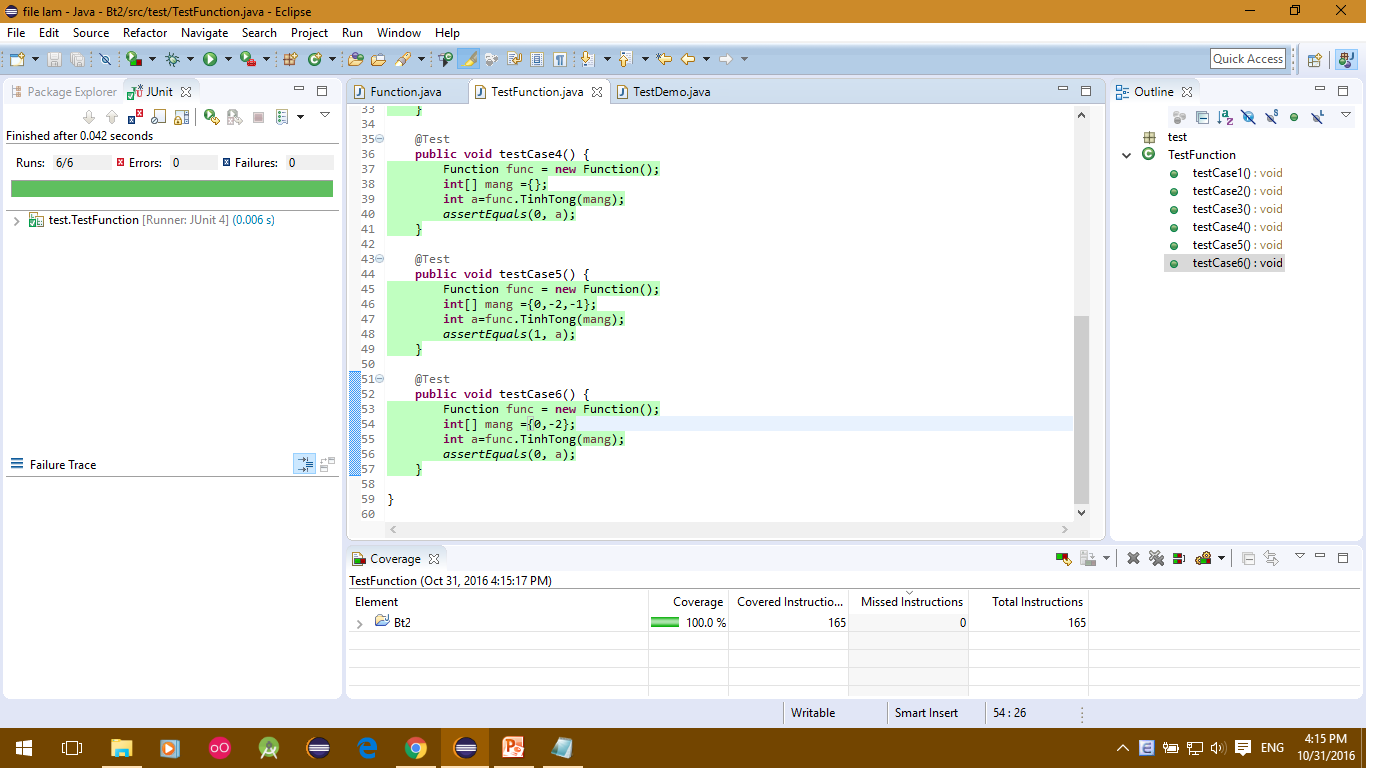 file lam - Java - Bt2/src/test/TestFunction.java - Eclipse
File Edit Source Refactor Navigate Search Project Run Window Help
Quick Access
Package Explorer JUnit
Finished after 0.042 seconds
Runs: 6/6 Errors: 0 Failures: 0
test.TestFunction [Runner: JUnit 4] (0.006 s)
Failure Trace
Function.java TestFunction.java TestDemo.java
33 }
34
35 @Test
36 public void testCase4() {
37 Function func = new Function();
38 int[] mang ={};
39 int a=func.TinhTong(mang);
40 assertEquals(0, a);
41 }
42
43 @Test
44 public void testCase5() {
45 Function func = new Function();
46 int[] mang ={0,-2,-1};
47 int a=func.TinhTong(mang);
48 assertEquals(1, a);
49 }
50
51 @Test
52 public void testCase6() {
53 Function func = new Function();
54 int[] mang ={0,-2};
55 int a=func.TinhTong(mang);
56 assertEquals(0, a);
57 }
58
59 }
60
Outline
test
TestFunction
testCase1() : void
testCase2() : void
testCase3() : void
testCase4() : void
testCase5() : void
testCase6() : void
Coverage
TestFunction (Oct 31, 2016 4:15:17 PM)
Element Coverage Covered Instructio... Missed Instructions Total Instructions
Bt2 100.0 % 165 0 165
Writable Smart Insert 54 : 26
ENG
4:15 PM
10/31/2016